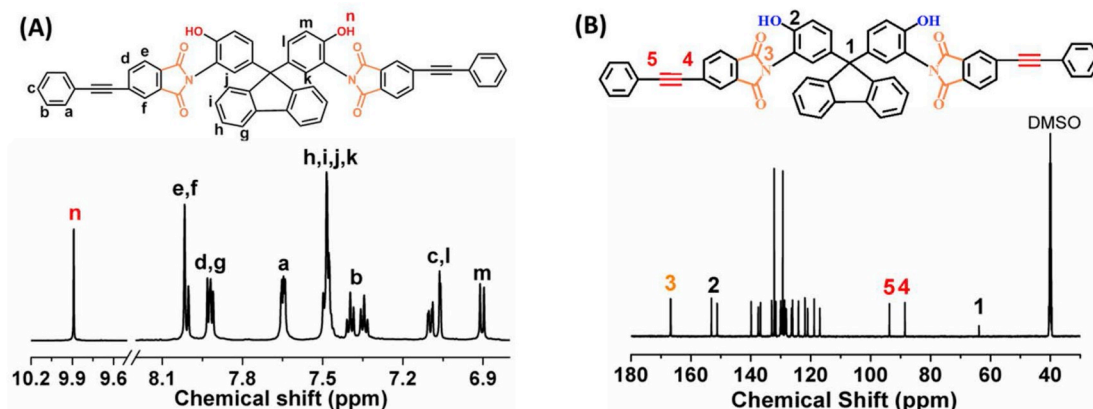 (A)
HO
n
OH
m
l
O
O
e
d
N
j
k
N
c
b
a
f
O
i
h
g
O
n
e,f
d,g
a
h,i,j,k
b
c,l
m
10.2 9.9 9.6 8.1 7.8 7.5 7.2 6.9
Chemical shift (ppm)
(B)
HO 2
OH
O
O
5 4
3
N
1
N
O
O
DMSO
3
2
5 4
1
180 160 140 120 100 80 60 40
Chemical Shift (ppm)